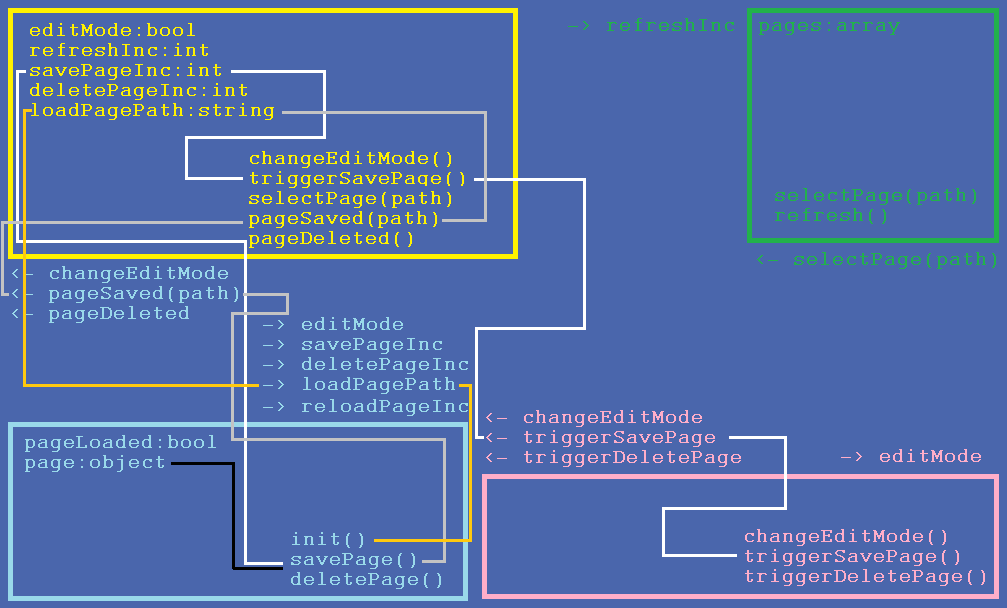 editMode:bool
refreshInc:int
savePageInc:int
deletePageInc:int
loadPagePath:string
changeEditMode()
triggerSavePage()
selectPage(path)
pageSaved(path)
pageDeleted()
-> refreshInc
pages:array
selectPage(path)
refresh()
<- selectPage(path)
<- changeEditMode
<- pageSaved(path)
<- pageDeleted
-> editMode
-> savePageInc
-> deletePageInc
-> loadPagePath
-> reloadPageInc
pageLoaded:bool
page:object
init()
savePage()
deletePage()
<- changeEditMode
<- triggerSavePage
<- triggerDeletePage
-> editMode
changeEditMode()
triggerSavePage()
triggerDeletePage()